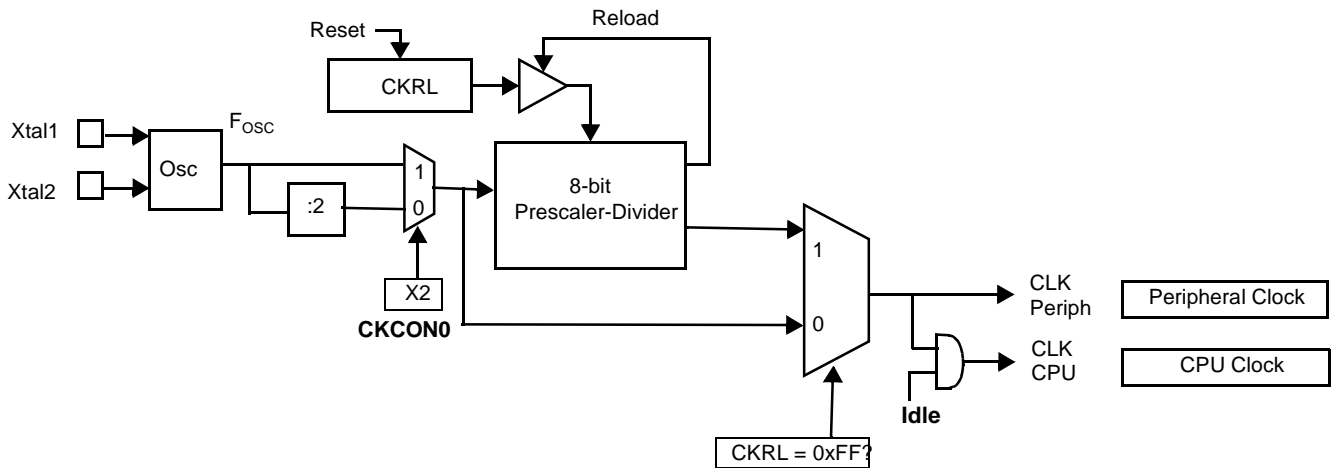 Reload
Reset
CKRL
Xtal1
FOSC
Xtal2
Osc
:2
1
0
8-bit
Prescaler-Divider
X2
CKCON0
1
0
CLK
Periph
Peripheral Clock
CLK
CPU
CPU Clock
Idle
CKRL = 0xFF?